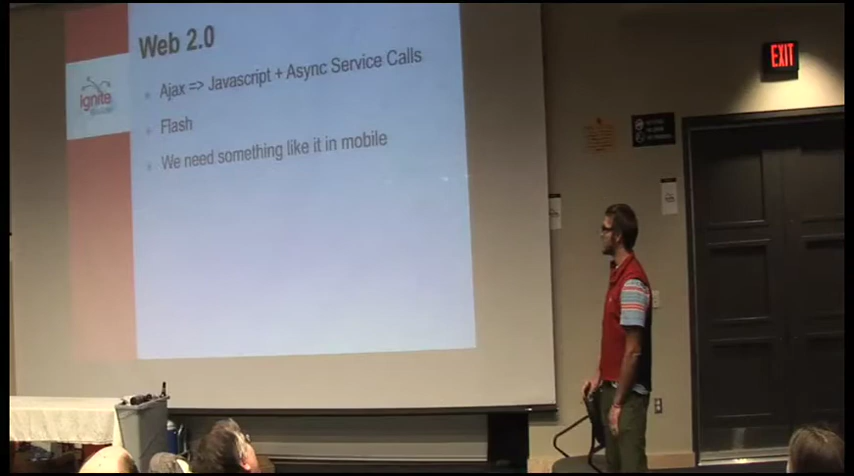 Web 2.0
Ajax => Javascript + Async Service Calls
Flash
We need something like it in mobile
Ignite
EXIT